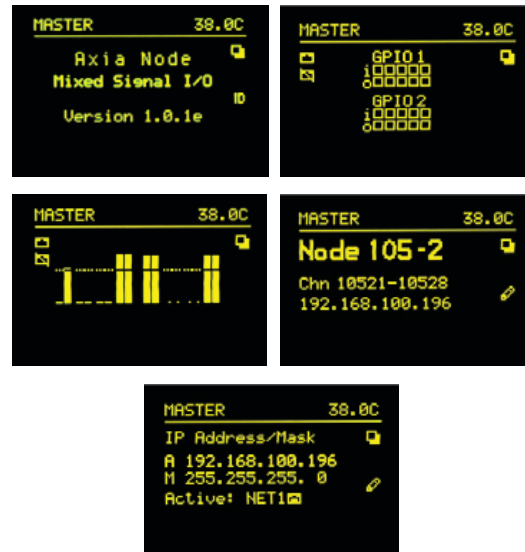 MASTER 38.0C
Axia Node
Mixed Signal I/O
ID
Version 1.0.1e
MASTER 38.0C
GPIO 1
i
o
GPIO 2
i
o
MASTER 38.0C
MASTER 38.0C
Node 105-2
Chn 10521-10528
192.168.100.196
MASTER 38.0C
IP Address/Mask
A 192.168.100.196
M 255.255.255. 0
Active: NET1